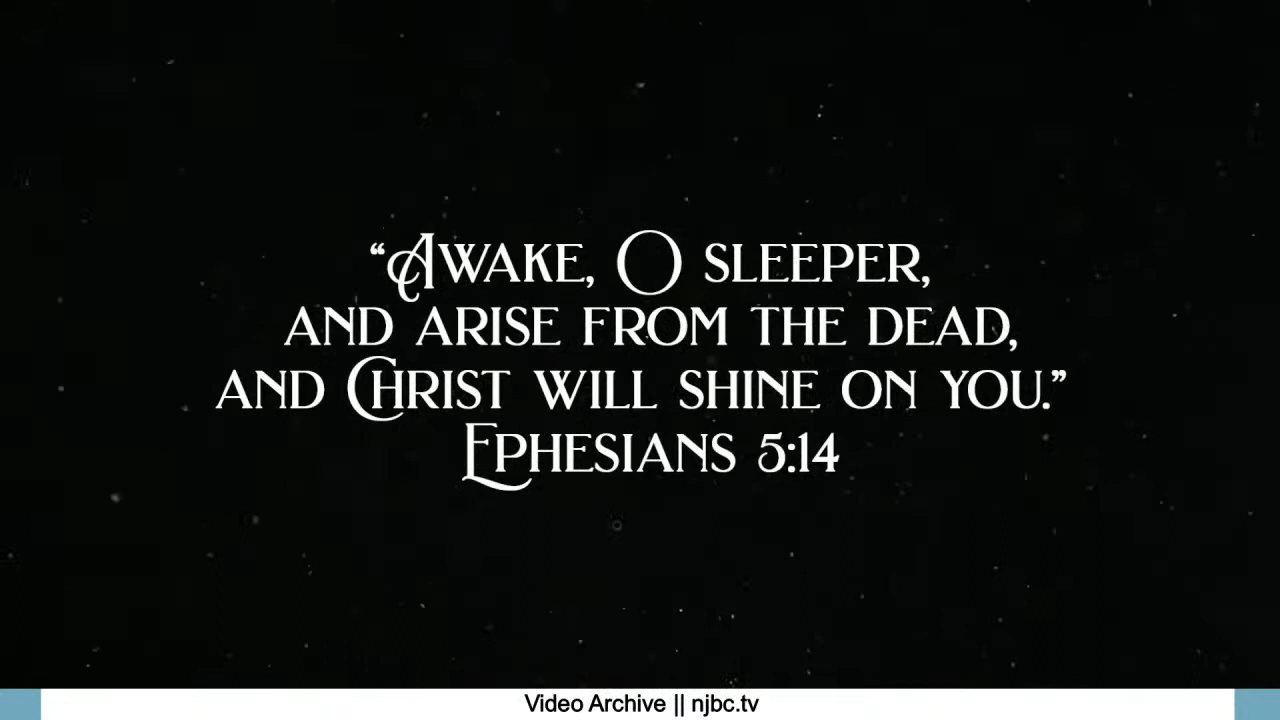 “Awake, O sleeper,
and arise from the dead,
and Christ will shine on you.”
Ephesians 5:14
Video Archive || njbc.tv